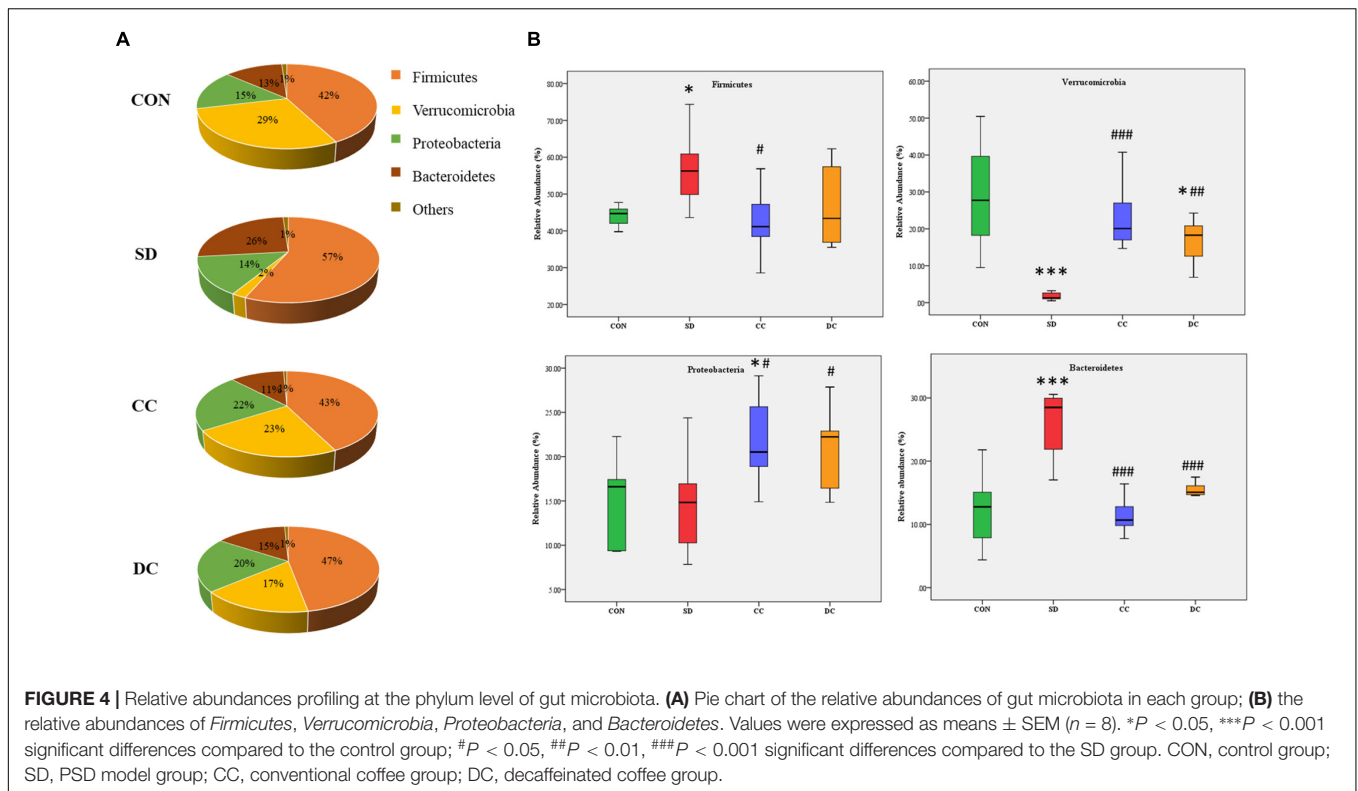 A
CON
13%
1%
15%
42%
29%
Firmicutes
Verrucomicrobia
Proteobacteria
Bacteroidetes
Others
SD
26%
1%
14%
2%
57%
CC
11%
1%
22%
43%
23%
DC
15%
1%
20%
47%
17%
B
Firmicutes
Relative Abundance (%)
80.00
70.00
60.00
50.00
40.00
30.00
20.00
*
#
CON SD CC DC
Verrucomicrobia
Relative Abundance (%)
60.00
50.00
40.00
30.00
20.00
10.00
.00
***
###
* ##
CON SD CC DC
Proteobacteria
Relative Abundance (%)
30.00
25.00
20.00
15.00
10.00
5.00
* #
#
CON SD CC DC
Bacteroidetes
Relative abundance (%)
30.00
20.00
10.00
.00
***
###
###
CON SD CC DC
FIGURE 4 | Relative abundances profiling at the phylum level of gut microbiota. (A) Pie chart of the relative abundances of gut microbiota in each group; (B) the
relative abundances of Firmicutes, Verrucomicrobia, Proteobacteria, and Bacteroidetes. Values were expressed as means ± SEM (n = 8). *P < 0.05, ***P < 0.001
significant differences compared to the control group; #P < 0.05, ##P < 0.01, ###P < 0.001 significant differences compared to the SD group. CON, control group;
SD, PSD model group; CC, conventional coffee group; DC, decaffeinated coffee group.